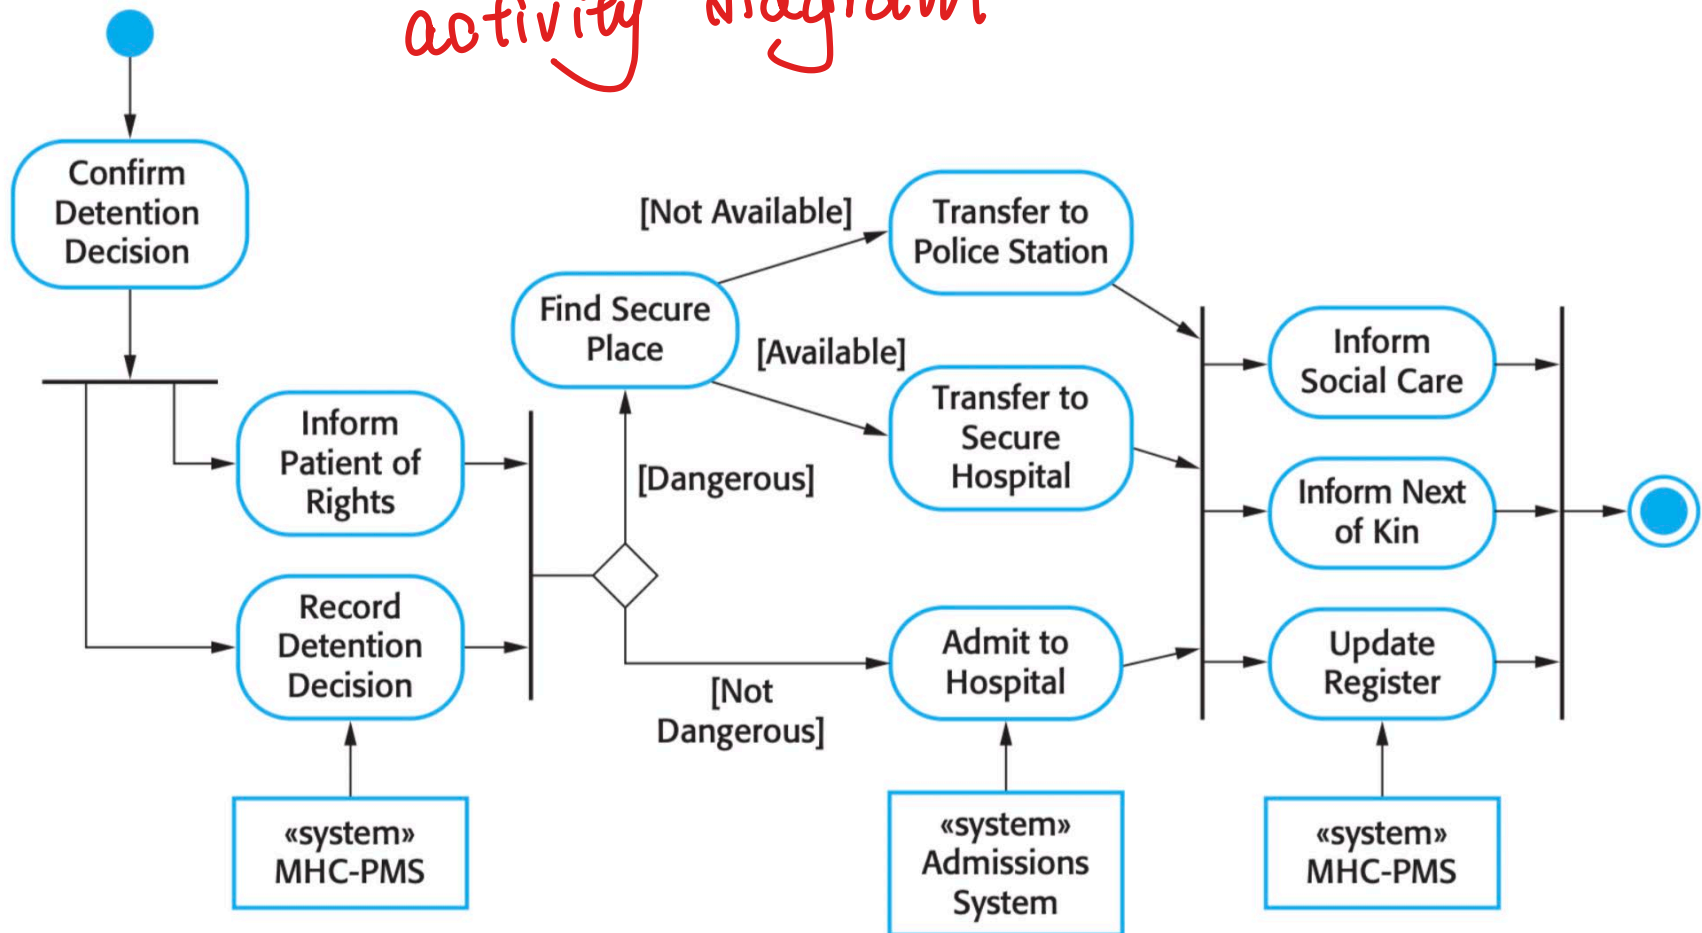 activity diagram
Confirm
Detention
Decision
Inform
Patient of
Rights
Record
Detention
Decision
«system»
MHC-PMS
Find Secure
Place
[Not Available]
[Available]
[Dangerous]
[Not
Dangerous]
Transfer to
Police Station
Transfer to
Secure
Hospital
Admit to
Hospital
«system»
Admissions
System
Inform
Social Care
Inform Next
of Kin
Update
Register
«system»
MHC-PMS